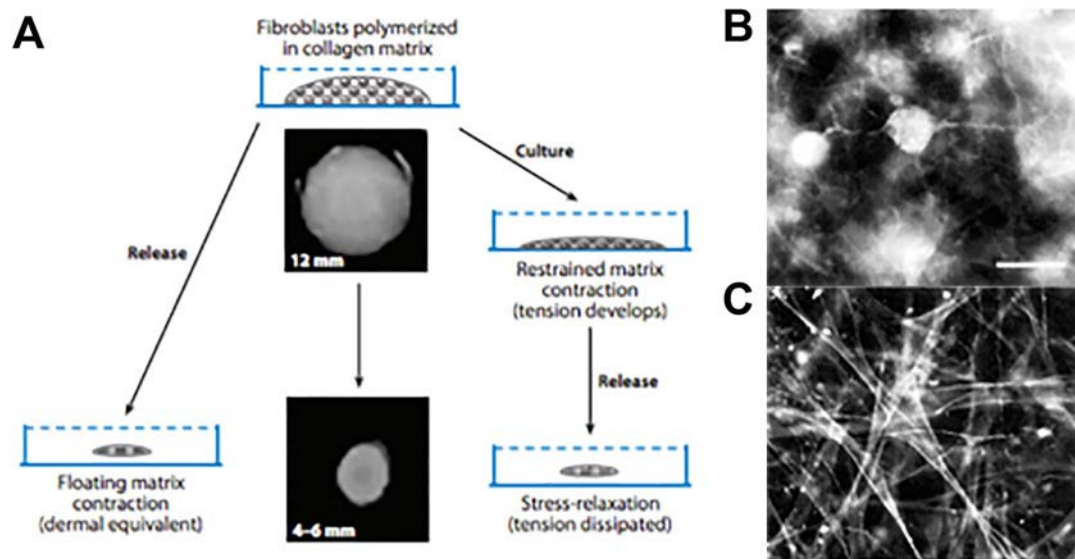 A
Fibroblasts polymerized
in collagen matrix
Release
Culture
12 mm
Restrained matrix
contraction
(tension develops)
Release
Floating matrix
contraction
(dermal equivalent)
4–6 mm
Stress-relaxation
(tension dissipated)
B
C